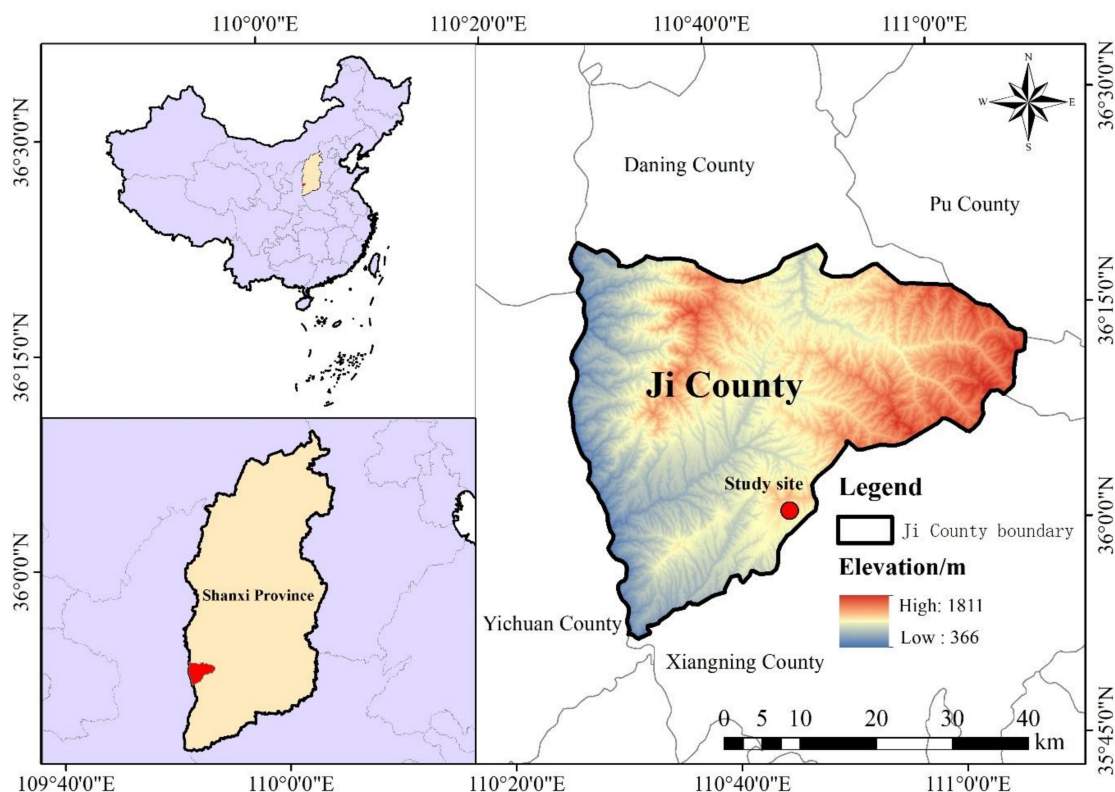 110°0'0"E
110°20'0"E
110°40'0"E
111°0'0"E
36°30'0"N
36°15'0"N
36°0'0"N
Shanxi Province
N
W
E
S
Daning County
Pu County
Ji County
Study site
Yichuan County
Xiangning County
Legend
Ji County boundary
Elevation/m
High: 1811
Low : 366
0 5 10 20 30 40
km
36°30'0"N
36°15'0"N
36°0'0"N
35°45'0"N
109°40'0"E
110°0'0"E
110°20'0"E
110°40'0"E
111°0'0"E